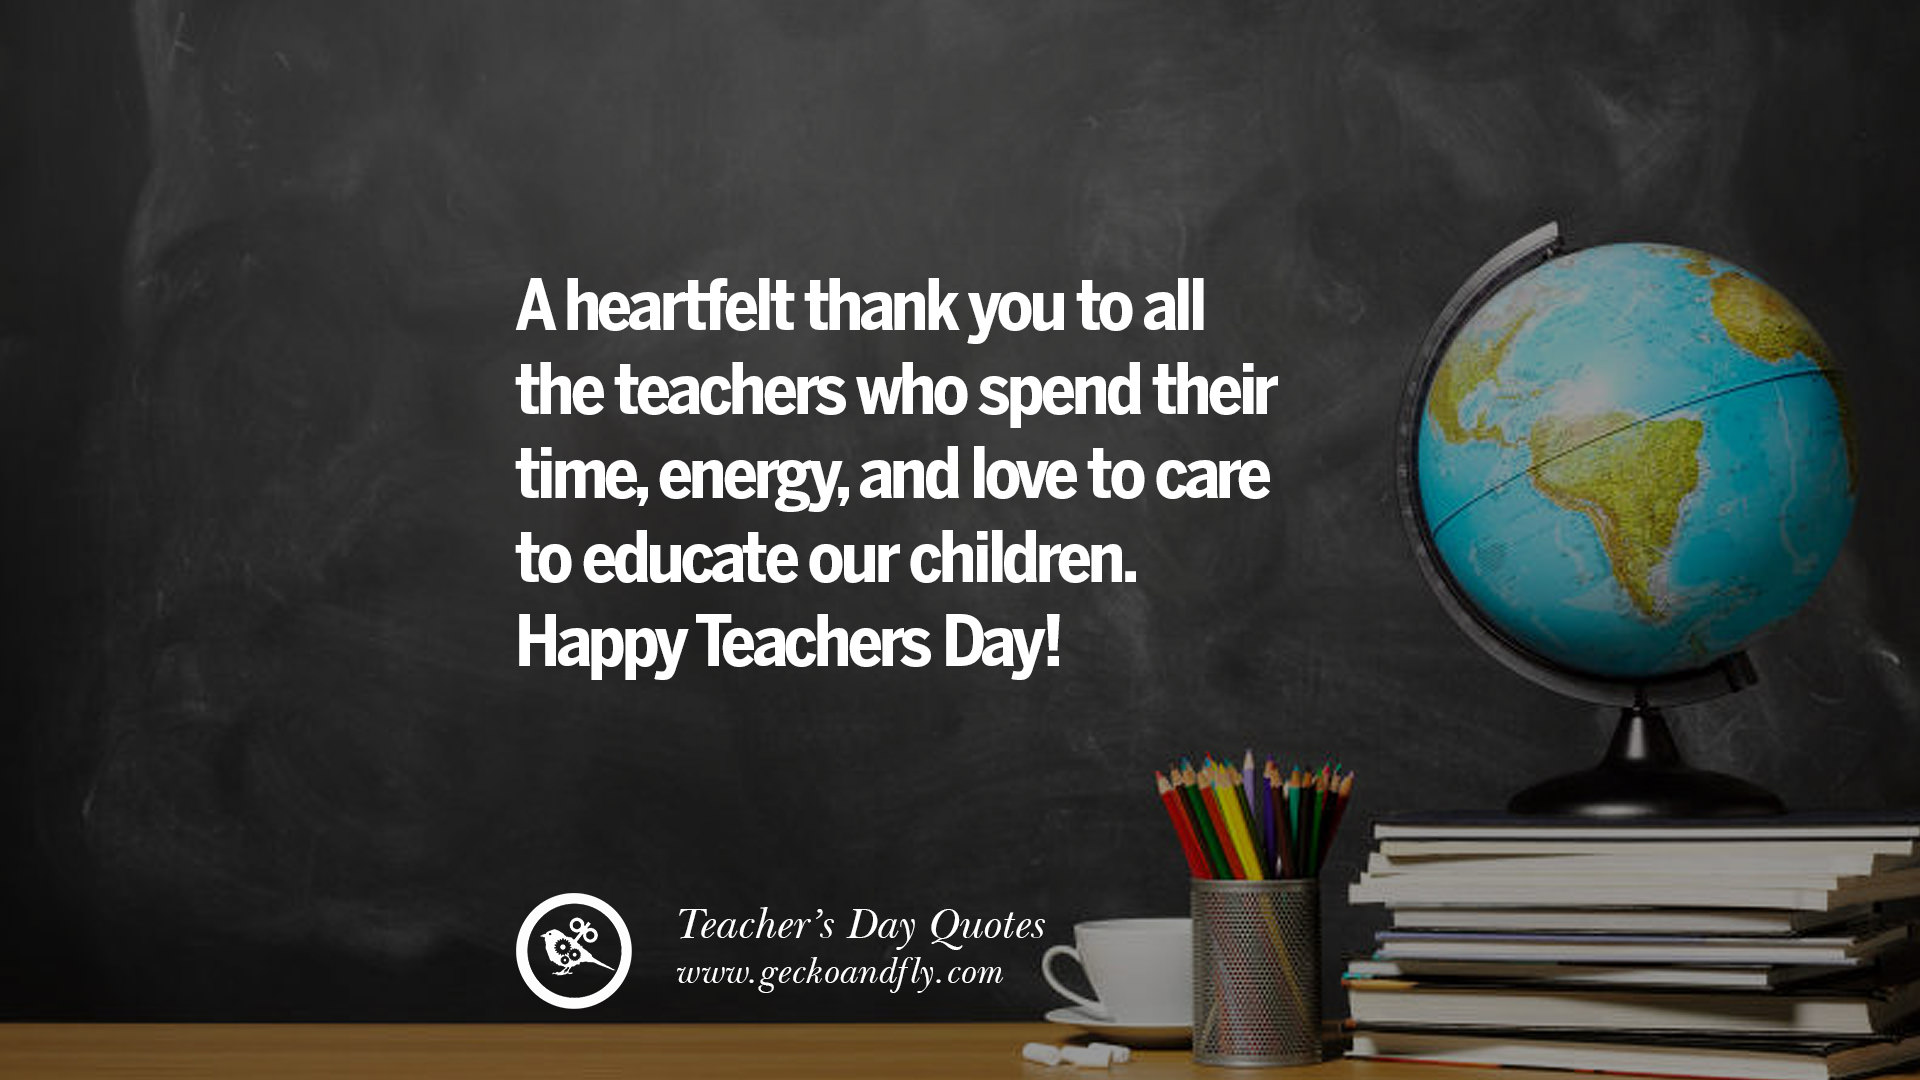 A heartfelt thank you to all
the teachers who spend their
time, energy, and love to care
to educate our children.
Happy Teachers Day!
Teacher's Day Quotes
www.geckoandfly.com